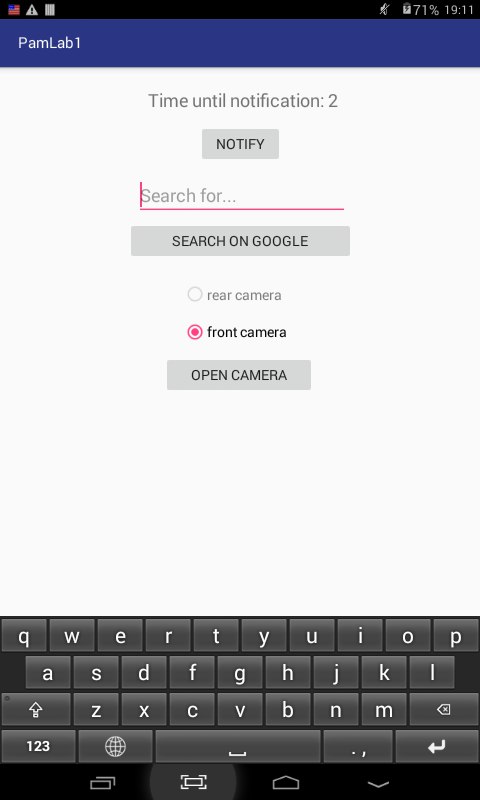 71% 19:11
PamLab1
Time until notification: 2
NOTIFY
Search for...
SEARCH ON GOOGLE
rear camera
front camera
OPEN CAMERA
q w e r t y u i o p
a s d f g h j k l
z x c v b n m
123 . ,